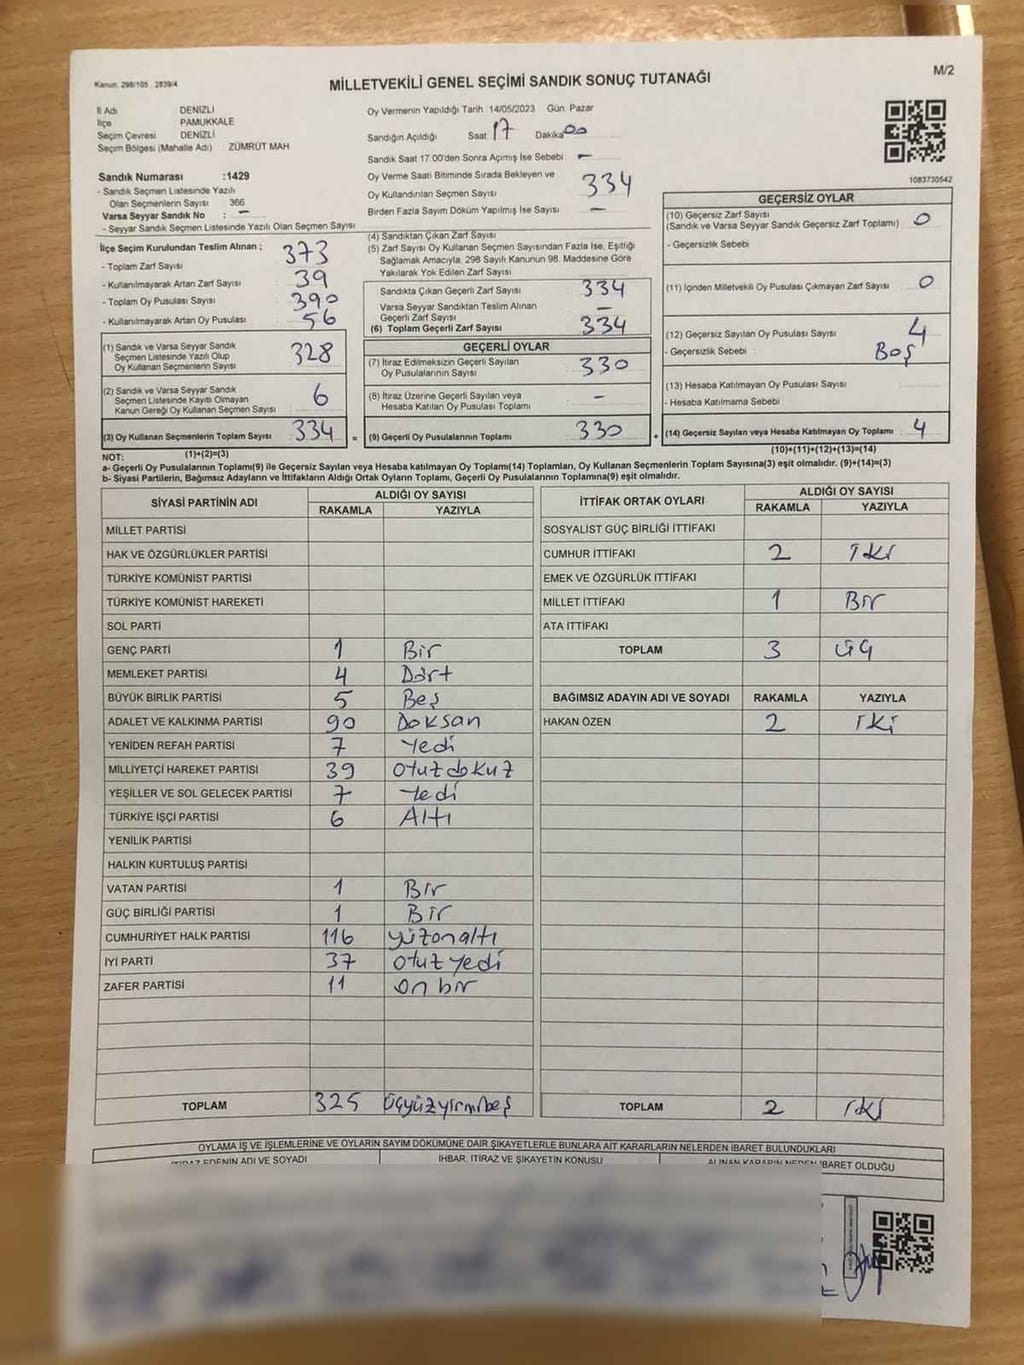 Kanun: 298/105 , 2839/4
MİLLETVEKİLİ GENEL SEÇİMİ SANDIK SONUÇ TUTANAĞI
M/2
İl Adı DENİZLİ
İlçe PAMUKKALE
Seçim Çevresi DENİZLİ
Seçim Bölgesi (Mahalle Adı) ZÜMRÜT MAH
Oy Vermenin Yapıldığı Tarih 14/05/2023 Gün Pazar
Sandığın Açıldığı Saat 17 Dakika 00
Sandık Saat 17:00'den Sonra Açımış İse Sebebi -
Oy Verme Saati Bitiminde Sırada Bekleyen ve
Oy Kullandırılan Seçmen Sayısı 334
Birden Fazla Sayım Döküm Yapılmış İse Sayısı -
1083730542
Sandık Numarası :1429
- Sandık Seçmen Listesinde Yazılı
Olan Seçmenlerin Sayısı 366
Varsa Seyyar Sandık No : -
- Seyyar Sandık Seçmen Listesinde Yazılı Olan Seçmen Sayısı
İlçe Seçim Kurulundan Teslim Alınan ;
- Toplam Zarf Sayısı 373
- Kullanılmayarak Artan Zarf Sayısı 39
- Toplam Oy Pusulası Sayısı 390
- Kullanılmayarak Artan Oy Pusulası 56
(1) Sandık ve Varsa Seyyar Sandık
Seçmen Listesinde Yazılı Olup
Oy Kullanan Seçmenlerin Sayısı 328
(2) Sandık ve Varsa Seyyar Sandık
Seçmen Listesinde Kayıtlı Olmayan
Kanun Gereği Oy Kullanan Seçmen Sayısı 6
(3) Oy Kullanan Seçmenlerin Toplam Sayısı 334 =
(1)+(2)=(3)
(4) Sandıktan Çıkan Zarf Sayısı
(5) Zarf Sayısı Oy Kullanan Seçmen Sayısından Fazla İse, Eşitliği
Sağlamak Amacıyla, 298 Sayılı Kanunun 98. Maddesine Göre
Yakılarak Yok Edilen Zarf Sayısı
Sandıkta Çıkan Geçerli Zarf Sayısı 334
Varsa Seyyar Sandıktan Teslim Alınan
Geçerli Zarf Sayısı -
(6) Toplam Geçerli Zarf Sayısı 334
GEÇERLİ OYLAR
(7) İtiraz Edilmeksizin Geçerli Sayılan
Oy Pusulalarının Sayısı 330
(8) İtiraz Üzerine Geçerli Sayılan veya
Hesaba Katılan Oy Pusulası Toplamı -
(9) Geçerli Oy Pusulalarının Toplamı 330 +
GEÇERSİZ OYLAR
(10) Geçersiz Zarf Sayısı
(Sandık ve Varsa Seyyar Sandık Geçersiz Zarf Toplamı) 0
- Geçersizlik Sebebi
(11) İçinden Milletvekili Oy Pusulası Çıkmayan Zarf Sayısı 0
(12) Geçersiz Sayılan Oy Pusulası Sayısı 4
- Geçersizlik Sebebi Boş
(13) Hesaba Katılmayan Oy Pusulası Sayısı
- Hesaba Katılmama Sebebi
(14) Geçersiz Sayılan veya Hesaba Katılmayan Oy Toplamı 4
(10)+(11)+(12)+(13)=(14)
NOT:
a- Geçerli Oy Pusulalarının Toplamı(9) ile Geçersiz Sayılan veya Hesaba katılmayan Oy Toplamı(14) Toplamları, Oy Kullanan Seçmenlerin Toplam Sayısına(3) eşit olmalıdır. (9)+(14)=(3)
b- Siyasi Partilerin, Bağımsız Adayların ve İttifakların Aldığı Ortak Oyların Toplamı, Geçerli Oy Pusulalarının Toplamına(9) eşit olmalıdır.
SİYASİ PARTİNİN ADI ALDIĞI OY SAYISI
RAKAMLA YAZIYLA
MİLLET PARTİSİ
HAK VE ÖZGÜRLÜKLER PARTİSİ
TÜRKİYE KOMÜNİST PARTİSİ
TÜRKİYE KOMÜNİST HAREKETİ
SOL PARTİ
GENÇ PARTİ 1 Bir
MEMLEKET PARTİSİ 4 Dört
BÜYÜK BİRLİK PARTİSİ 5 Beş
ADALET VE KALKINMA PARTİSİ 90 Doksan
YENİDEN REFAH PARTİSİ 7 Yedi
MİLLİYETÇİ HAREKET PARTİSİ 39 Otuzdokuz
YEŞİLLER VE SOL GELECEK PARTİSİ 7 Yedi
TÜRKİYE İŞÇİ PARTİSİ 6 Altı
YENİLİK PARTİSİ
HALKIN KURTULUŞ PARTİSİ
VATAN PARTİSİ 1 Bir
GÜÇ BİRLİĞİ PARTİSİ 1 Bir
CUMHURİYET HALK PARTİSİ 116 yüzonaltı
İYİ PARTİ 37 otuzyedi
ZAFER PARTİSİ 11 on bir
TOPLAM 325 üçyüzyirmibeş
İTTİFAK ORTAK OYLARI ALDIĞI OY SAYISI
RAKAMLA YAZIYLA
SOSYALİST GÜÇ BİRLİĞİ İTTİFAKI
CUMHUR İTTİFAKI 2 iki
EMEK VE ÖZGÜRLÜK İTTİFAKI
MİLLET İTTİFAKI 1 Bir
ATA İTTİFAKI
TOPLAM 3 üç
BAĞIMSIZ ADAYIN ADI VE SOYADI RAKAMLA YAZIYLA
HAKAN ÖZEN 2 iki
TOPLAM 2 iki
OYLAMA İŞ VE İŞLEMLERİNE VE OYLARIN SAYIM DÖKÜMÜNE DAİR ŞİKAYETLERLE BUNLARA AİT KARARLARIN NELERDEN İBARET BULUNDUKLARI
İTİRAZ EDENİN ADI VE SOYADI İHBAR, İTİRAZ VE ŞİKAYETİN KONUSU ALINAN KARARIN NEDEN İBARET OLDUĞU